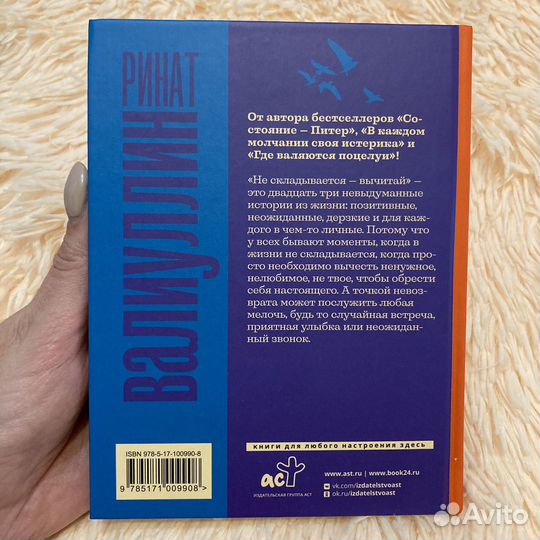 РИНАТ
ВАЛИУЛЛИН
От автора бестселлеров «Со-
стояние – Питер», «В каждом
молчании своя истерика» и
«Где валяются поцелуи»!
«Не складывается – вычитай» –
это двадцать три невыдуманные
истории из жизни: позитивные,
неожиданные, дерзкие и для каж-
дого в чем-то личные. Потому что
у всех бывают моменты, когда в
жизни не складывается, когда про-
сто необходимо вычесть ненужное,
нелюбимое, не твое, чтобы обрести
себя настоящего. А точкой невоз-
врата может послужить любая
мелочь, будь то случайная встреча,
приятная улыбка или неожидан-
ный звонок.
книги для любого настроения здесь
ISBN 978-5-17-100990-8
9 785171 009908 >
аст
ИЗДАТЕЛЬСКАЯ ГРУППА АСТ
www.ast.ru | www.book24.ru
vk.com/izdatelstvoast
ok.ru/izdatelstvoast
Avito